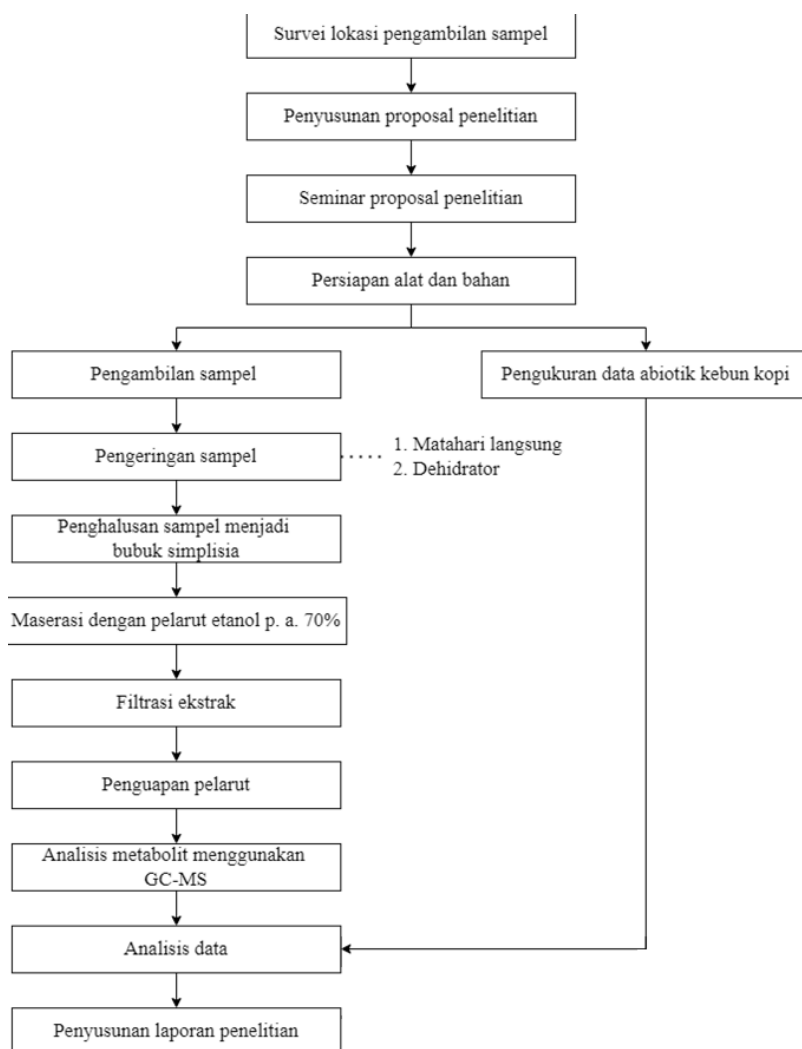 Survei lokasi pengambilan sampel
Penyusunan proposal penelitian
Seminar proposal penelitian
Persiapan alat dan bahan
Pengambilan sampel
Pengukuran data abiotik kebun kopi
Pengeringan sampel
1. Matahari langsung
2. Dehidrator
Penghalusan sampel menjadi
bubuk simplisia
Maserasi dengan pelarut etanol p. a. 70%
Filtrasi ekstrak
Penguapan pelarut
Analisis metabolit menggunakan
GC-MS
Analisis data
Penyusunan laporan penelitian